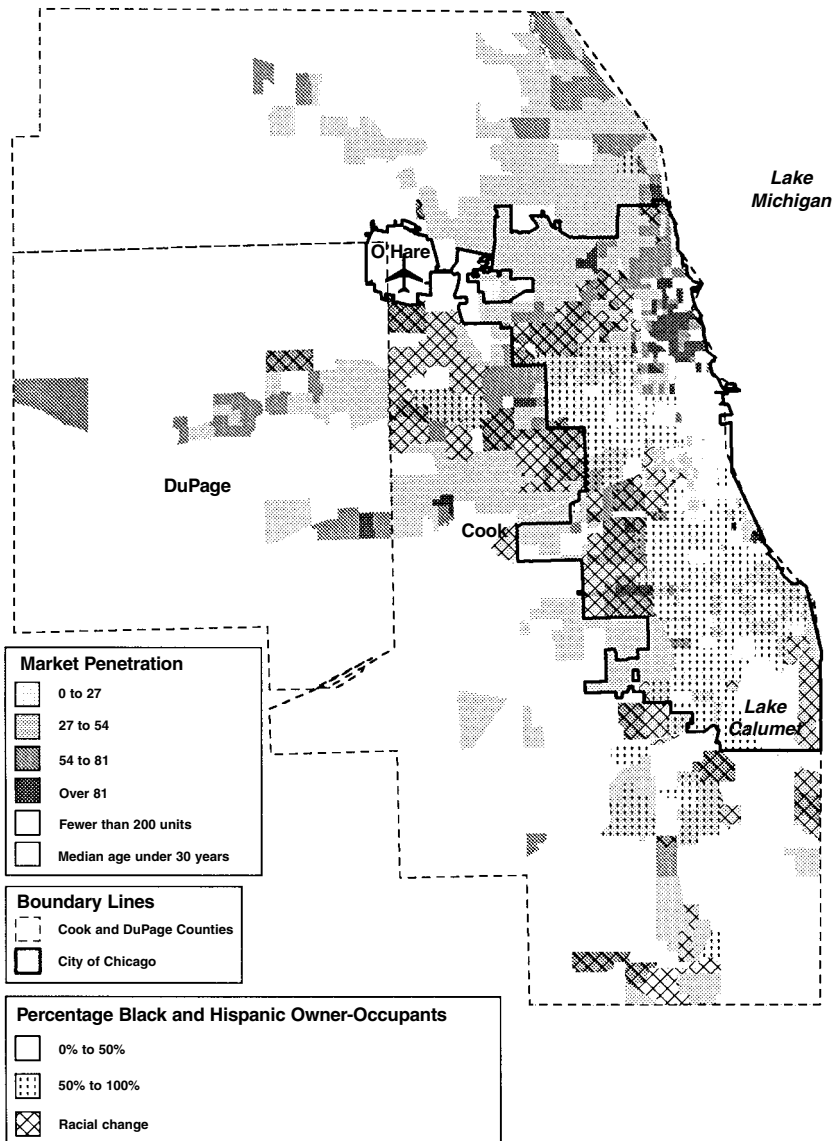 Lake
Michigan
O'Hare
DuPage
Cook
Lake
Calumet
Market Penetration
0 to 27
27 to 54
54 to 81
Over 81
Fewer than 200 units
Median age under 30 years
Boundary Lines
Cook and DuPage Counties
City of Chicago
Percentage Black and Hispanic Owner-Occupants
0% to 50%
50% to 100%
Racial change